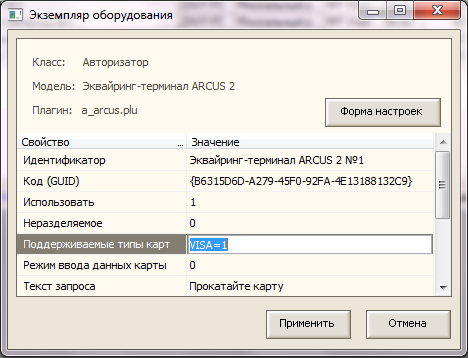 Экземпляр оборудования
Класс: Авторизатор
Модель: Эквайринг-терминал ARCUS 2
Плагин: a_arcus.plu
Форма настроек
Свойство ... Значение
Идентификатор Эквайринг-терминал ARCUS 2 №1
Код (GUID) {B6315D6D-A279-45F0-92FA-4E13188132C9}
Использовать 1
Неразделяемое 0
Поддерживаемые типы карт VISA=1
Режим ввода данных карты 0
Текст запроса Прокатайте карту
Применить Отмена